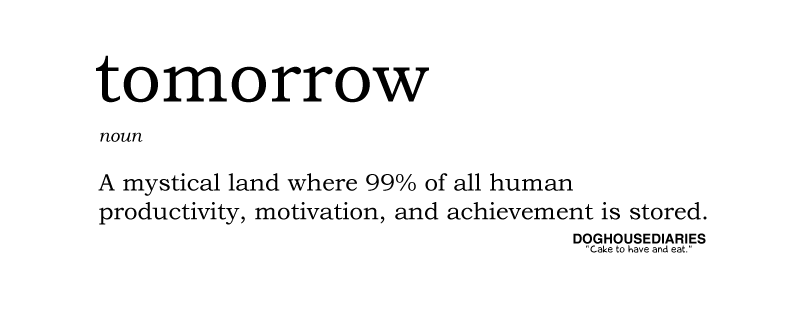 tomorrow
noun
A mystical land where 99% of all human
productivity, motivation, and achievement is stored.
DOGHOUSEDIARIES
"Cake to have and eat."